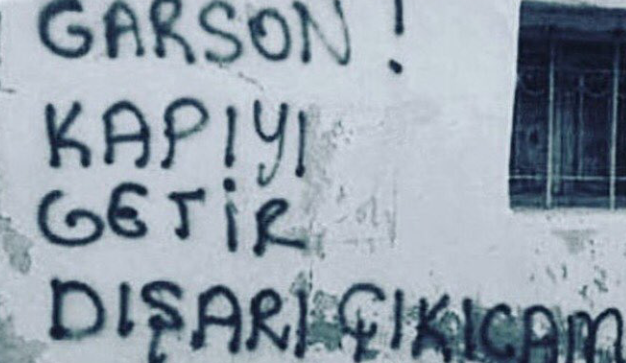 GARSON !
KAPIYI
GETİR
DIŞARI ÇIKICAM